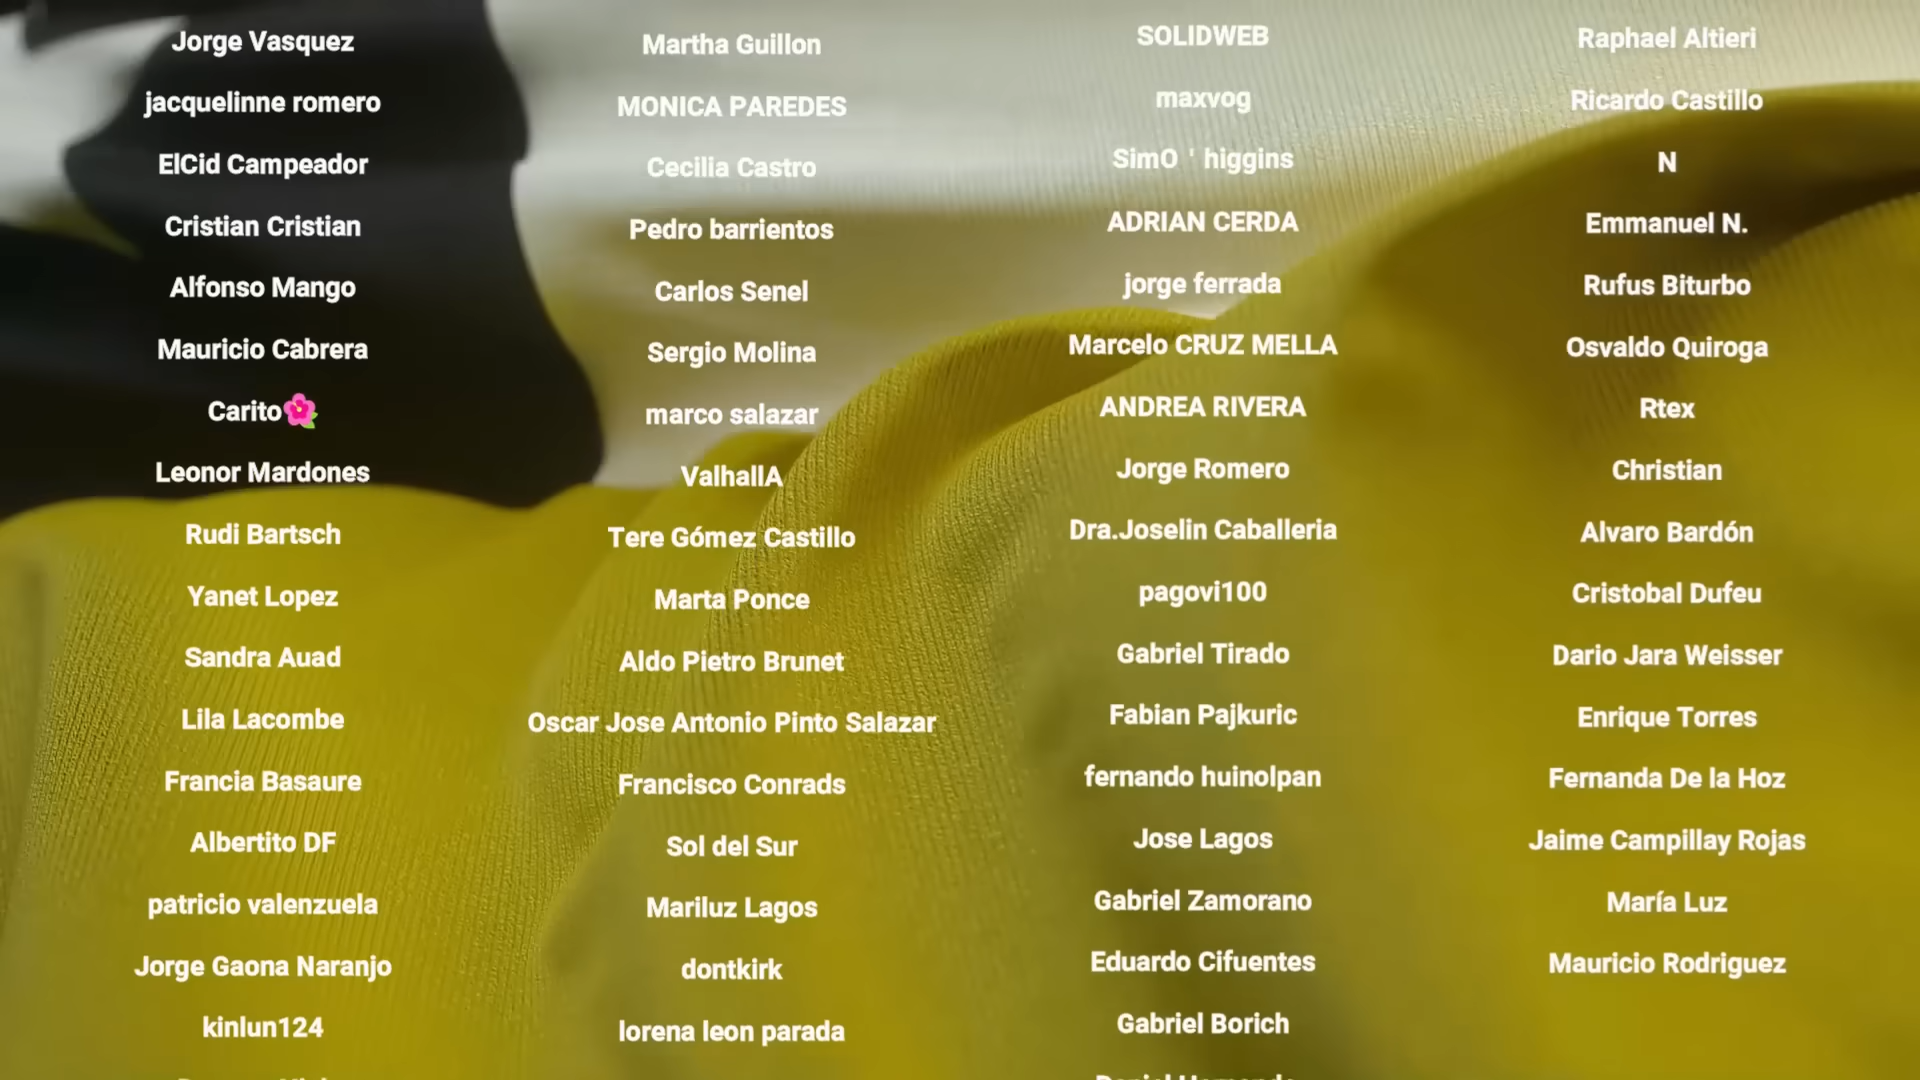 Jorge Vasquez
jacquelinne romero
ElCid Campeador
Cristian Cristian
Alfonso Mango
Mauricio Cabrera
Carito🌺
Leonor Mardones
Rudi Bartsch
Yanet Lopez
Sandra Auad
Lila Lacombe
Francia Basaure
Albertito DF
patricio valenzuela
Jorge Gaona Naranjo
kinlun124
Martha Guillon
MONICA PAREDES
Cecilia Castro
Pedro barrientos
Carlos Senel
Sergio Molina
marco salazar
ValhallA
Tere Gómez Castillo
Marta Ponce
Aldo Pietro Brunet
Oscar Jose Antonio Pinto Salazar
Francisco Conrads
Sol del Sur
Mariluz Lagos
dontkirk
lorena leon parada
SOLIDWEB
maxvog
SimO ' higgins
ADRIAN CERDA
jorge ferrada
Marcelo CRUZ MELLA
ANDREA RIVERA
Jorge Romero
Dra.Joselin Caballeria
pagovi100
Gabriel Tirado
Fabian Pajkuric
fernando huinolpan
Jose Lagos
Gabriel Zamorano
Eduardo Cifuentes
Gabriel Borich
Raphael Altieri
Ricardo Castillo
N
Emmanuel N.
Rufus Biturbo
Osvaldo Quiroga
Rtex
Christian
Alvaro Bardón
Cristobal Dufeu
Dario Jara Weisser
Enrique Torres
Fernanda De la Hoz
Jaime Campillay Rojas
María Luz
Mauricio Rodriguez